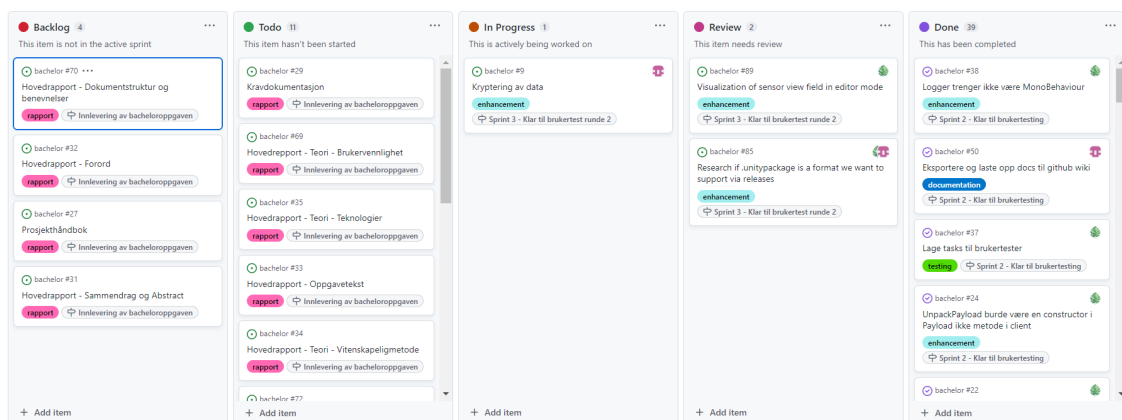 Backlog 4
This item is not in the active sprint
bachelor #70
Hovedrapport - Dokumentstruktur og
benevnelser
rapport Innlevering av bacheloroppgaven
bachelor #32
Hovedrapport - Forord
rapport Innlevering av bacheloroppgaven
bachelor #27
Prosjekthåndbok
rapport Innlevering av bacheloroppgaven
bachelor #31
Hovedrapport - Sammendrag og Abstract
rapport Innlevering av bacheloroppgaven
+ Add item
Todo 11
This item hasn't been started
bachelor #29
Kravdokumentasjon
rapport Innlevering av bacheloroppgaven
bachelor #69
Hovedrapport - Teori - Brukervennlighet
rapport Innlevering av bacheloroppgaven
bachelor #35
Hovedrapport - Teori - Teknologier
rapport Innlevering av bacheloroppgaven
bachelor #33
Hovedrapport - Oppgavetekst
rapport Innlevering av bacheloroppgaven
bachelor #34
Hovedrapport - Teori - Vitenskapeligmetode
rapport Innlevering av bacheloroppgaven
bachelor #72
+ Add item
In Progress 1
This is actively being worked on
bachelor #9
Kryptering av data
enhancement
Sprint 3 - Klar til brukertest runde 2
+ Add item
Review 2
This item needs review
bachelor #89
Visualization of sensor view field in editor mode
enhancement
Sprint 3 - Klar til brukertest runde 2
bachelor #85
Research if .unitypackage is a format we want to
support via releases
enhancement
Sprint 3 - Klar til brukertest runde 2
+ Add item
Done 39
This has been completed
bachelor #38
Logger trenger ikke være MonoBehaviour
enhancement
Sprint 2 - Klar til brukertesting
bachelor #50
Eksportere og laste opp docs til github wiki
documentation
Sprint 2 - Klar til brukertesting
bachelor #37
Lage tasks til brukertester
testing Sprint 2 - Klar til brukertesting
bachelor #24
UnpackPayload burde være en constructor i
Payload ikke metode i client
enhancement
Sprint 2 - Klar til brukertesting
bachelor #22
+ Add item